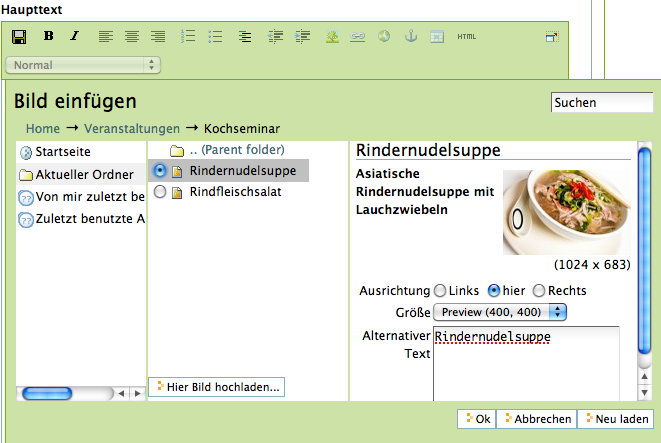 Haupttext
B I HTML
Normal
Bild einfügen
Suchen
Home → Veranstaltungen → Kochseminar
Startseite
Aktueller Ordner
Von mir zuletzt be
Zuletzt benutzte A
.. (Parent folder)
Rindernudelsuppe
Rindfleischsalat
Hier Bild hochladen...
Rindernudelsuppe
Asiatische
Rindernudelsuppe mit
Lauchzwiebeln
(1024 x 683)
Ausrichtung Links hier Rechts
Größe Preview (400, 400)
Alternativer Text
Rindernudelsuppe
Ok Abbrechen Neu laden